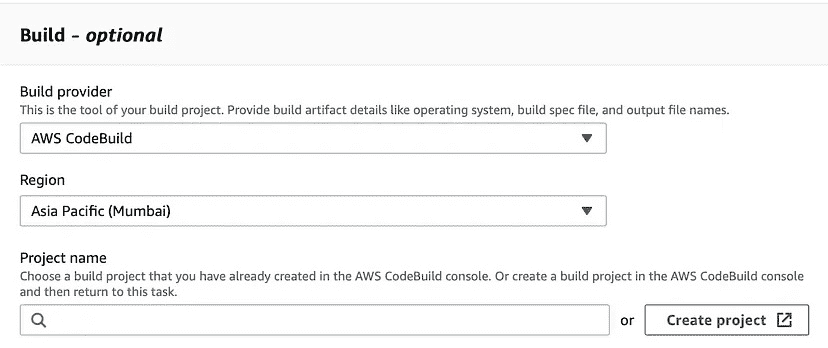 Build - optional
Build provider
This is the tool of your build project. Provide build artifact details like operating system, build spec file, and output file names.
AWS CodeBuild
Region
Asia Pacific (Mumbai)
Project name
Choose a build project that you have already created in the AWS CodeBuild console. Or create a build project in the AWS CodeBuild console
and then return to this task.
or Create project